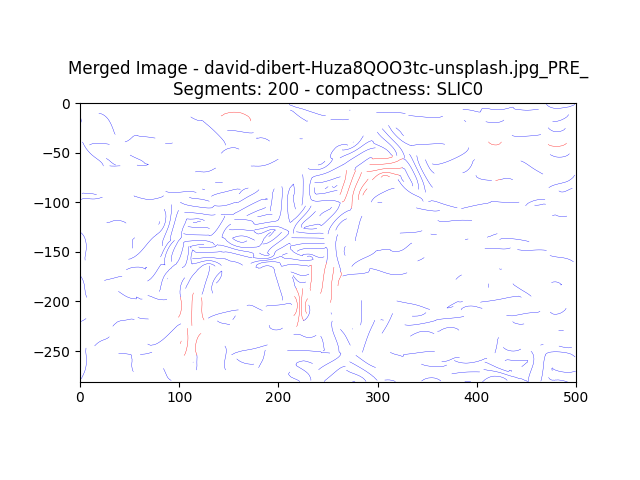 Merged Image - david-dibert-Huza8QOO3tc-unsplash.jpg_PRE_
Segments: 200 - compactness: SLIC0
0
−50
−100
−150
−200
−250
0 100 200 300 400 500